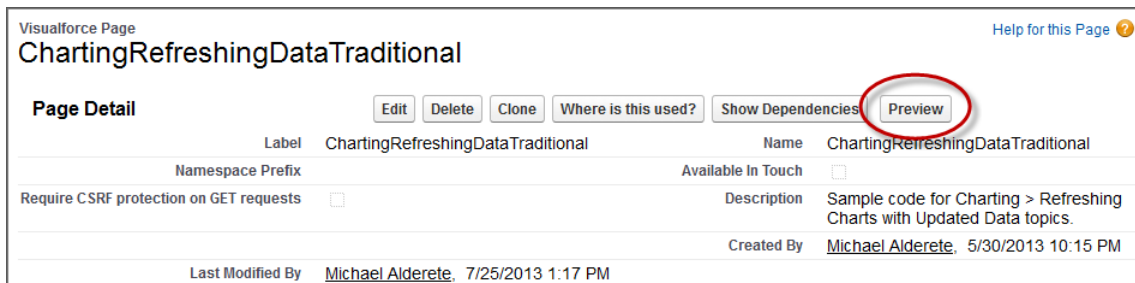 Visualforce Page
Help for this Page ?
ChartingRefreshingDataTraditional
Page Detail
Edit Delete Clone Where is this used? Show Dependencies Preview
Label ChartingRefreshingDataTraditional Name ChartingRefreshingDataTraditional
Namespace Prefix Available In Touch
Require CSRF protection on GET requests Description Sample code for Charting > Refreshing
Charts with Updated Data topics.
Created By Michael Alderete, 5/30/2013 10:15 PM
Last Modified By Michael Alderete, 7/25/2013 1:17 PM